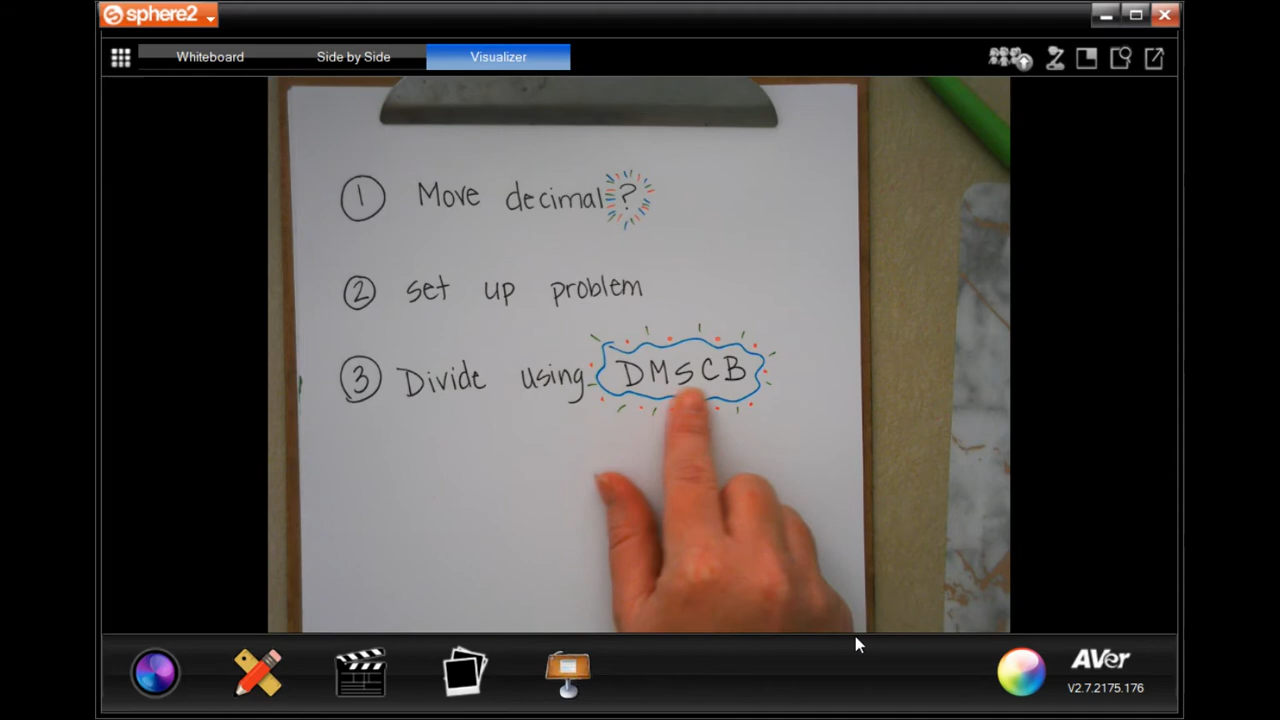 sphere2
Whiteboard
Side by Side
Visualizer
① Move decimal ?
② set up problem
③ Divide using DMSCB
AVer
V2.7.2175.176